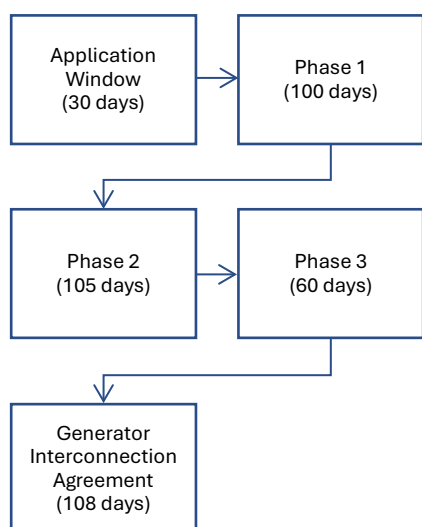 Application
Window
(30 days)
Phase 1
(100 days)
Phase 2
(105 days)
Phase 3
(60 days)
Generator
Interconnection
Agreement
(108 days)